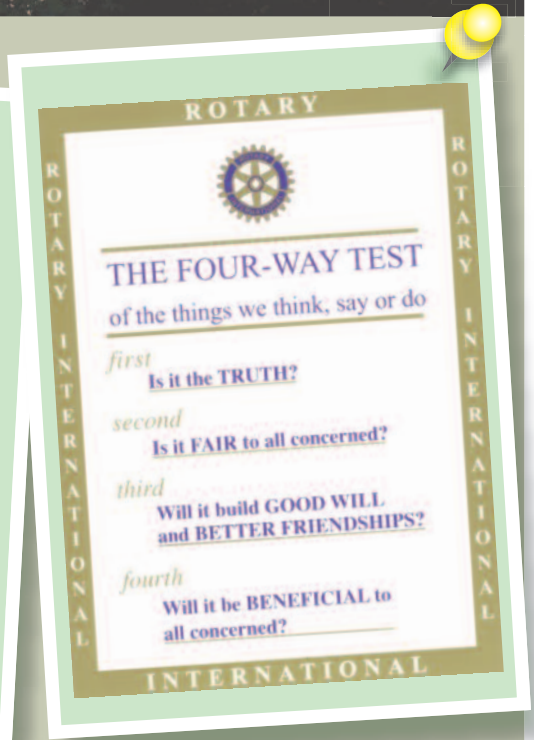 ROTARY
ROTARY INTERNATIONAL
THE FOUR-WAY TEST
of the things we think, say or do
first
Is it the TRUTH?
second
Is it FAIR to all concerned?
third
Will it build GOOD WILL
and BETTER FRIENDSHIPS?
fourth
Will it be BENEFICIAL to
all concerned?
ROTARY INTERNATIONAL
INTERNATIONAL